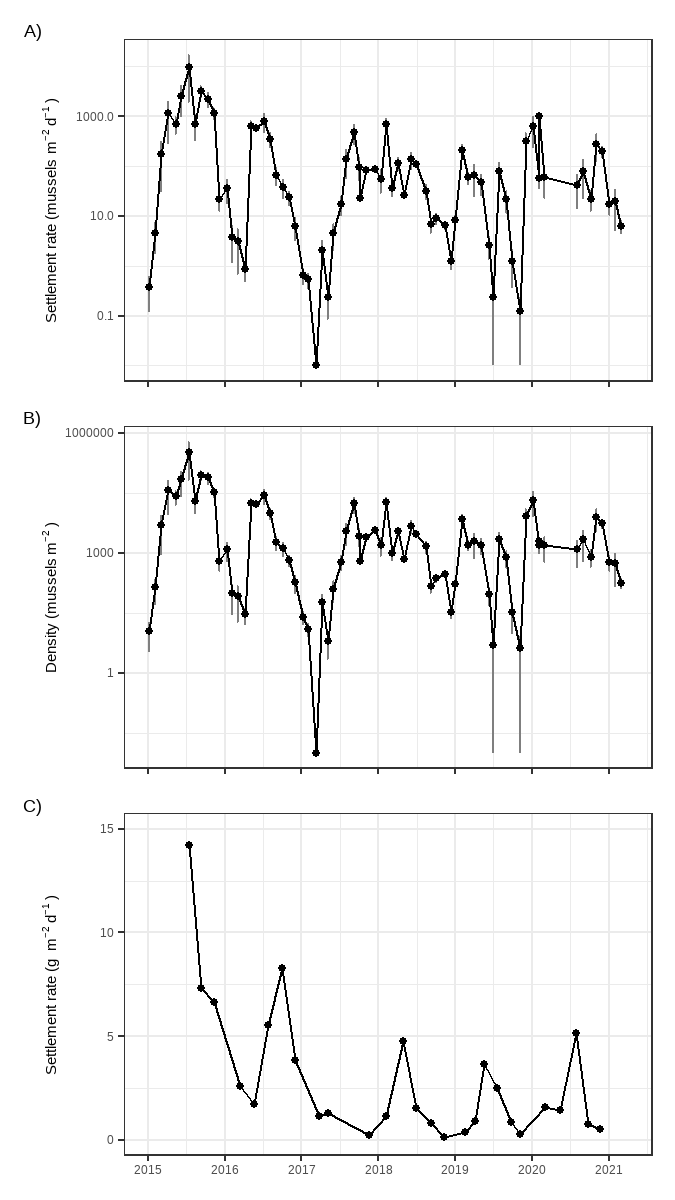 A)
Settlement rate (mussels m⁻² d⁻¹ )
1000.0
10.0
0.1
B)
Density (mussels m⁻² )
1000000
1000
1
C)
Settlement rate (g m⁻² d⁻¹ )
15
10
5
0
2015 2016 2017 2018 2019 2020 2021